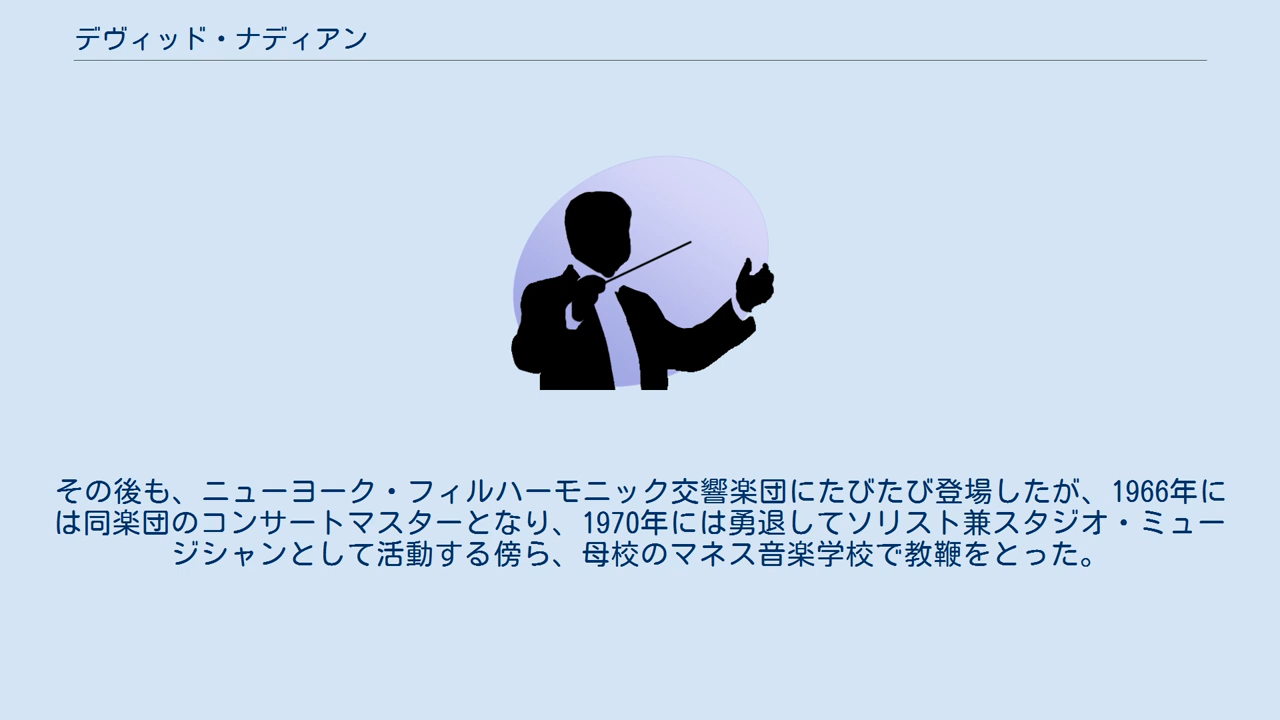 デヴィッド・ナディアン
その後も、ニューヨーク・フィルハーモニック交響楽団にたびたび登場したが、1966年に
は同楽団のコンサートマスターとなり、1970年には勇退してソリスト兼スタジオ・ミュー
ジシャンとして活動する傍ら、母校のマネス音楽学校で教鞭をとった。